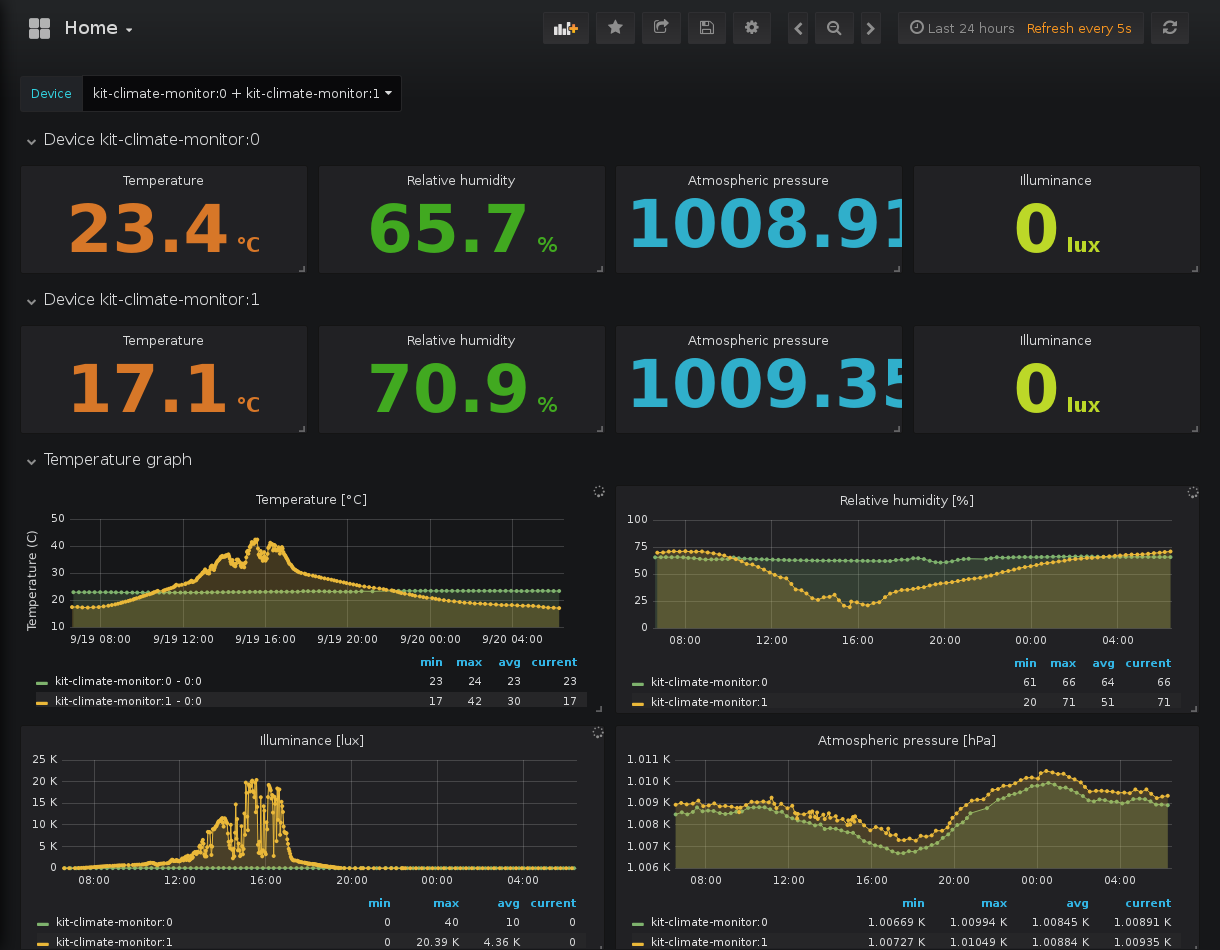 Home
Last 24 hours Refresh every 5s
Device kit-climate-monitor:0 + kit-climate-monitor:1
Device kit-climate-monitor:0
Temperature Relative humidity Atmospheric pressure Illuminance
23.4 °C 65.7 % 1008.91 0 lux
Device kit-climate-monitor:1
Temperature Relative humidity Atmospheric pressure Illuminance
17.1 °C 70.9 % 1009.35 0 lux
Temperature graph
Temperature [°C]
Temperature (C)
50
40
30
20
10
9/19 08:00 9/19 12:00 9/19 16:00 9/19 20:00 9/20 00:00 9/20 04:00
min max avg current
kit-climate-monitor:0 - 0:0 23 24 23 23
kit-climate-monitor:1 - 0:0 17 42 30 17
Relative humidity [%]
100
75
50
25
0
08:00 12:00 16:00 20:00 00:00 04:00
min max avg current
kit-climate-monitor:0 61 66 64 66
kit-climate-monitor:1 20 71 51 71
Illuminance [lux]
25 K
20 K
15 K
10 K
5 K
0
08:00 12:00 16:00 20:00 00:00 04:00
min max avg current
kit-climate-monitor:0 0 40 10 0
kit-climate-monitor:1 0 20.39 K 4.36 K 0
Atmospheric pressure [hPa]
1.011 K
1.010 K
1.009 K
1.008 K
1.007 K
1.006 K
08:00 12:00 16:00 20:00 00:00 04:00
min max avg current
kit-climate-monitor:0 1.00669 K 1.00994 K 1.00845 K 1.00891 K
kit-climate-monitor:1 1.00727 K 1.01049 K 1.00884 K 1.00935 K